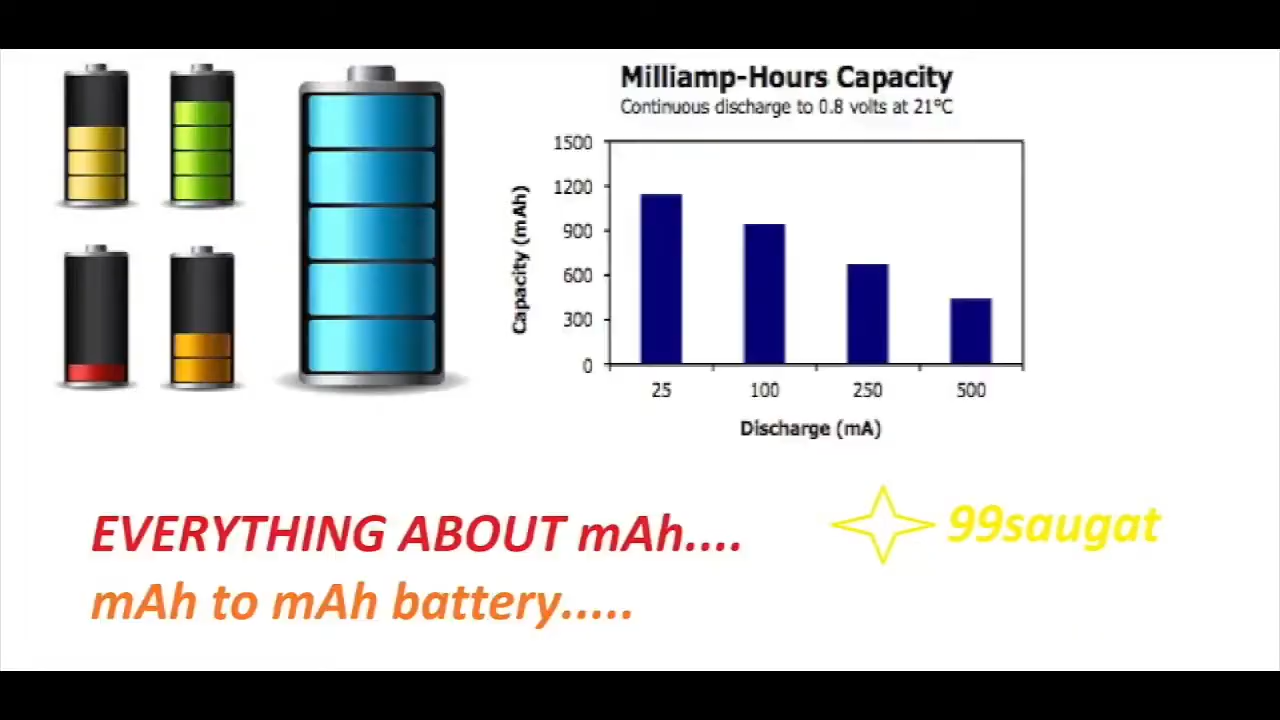 Milliamp-Hours Capacity
Continuous discharge to 0.8 volts at 21°C
Capacity (mAh)
1500
1200
900
600
300
0
25 100 250 500
Discharge (mA)
EVERYTHING ABOUT mAh....
99saugat
mAh to mAh battery.....